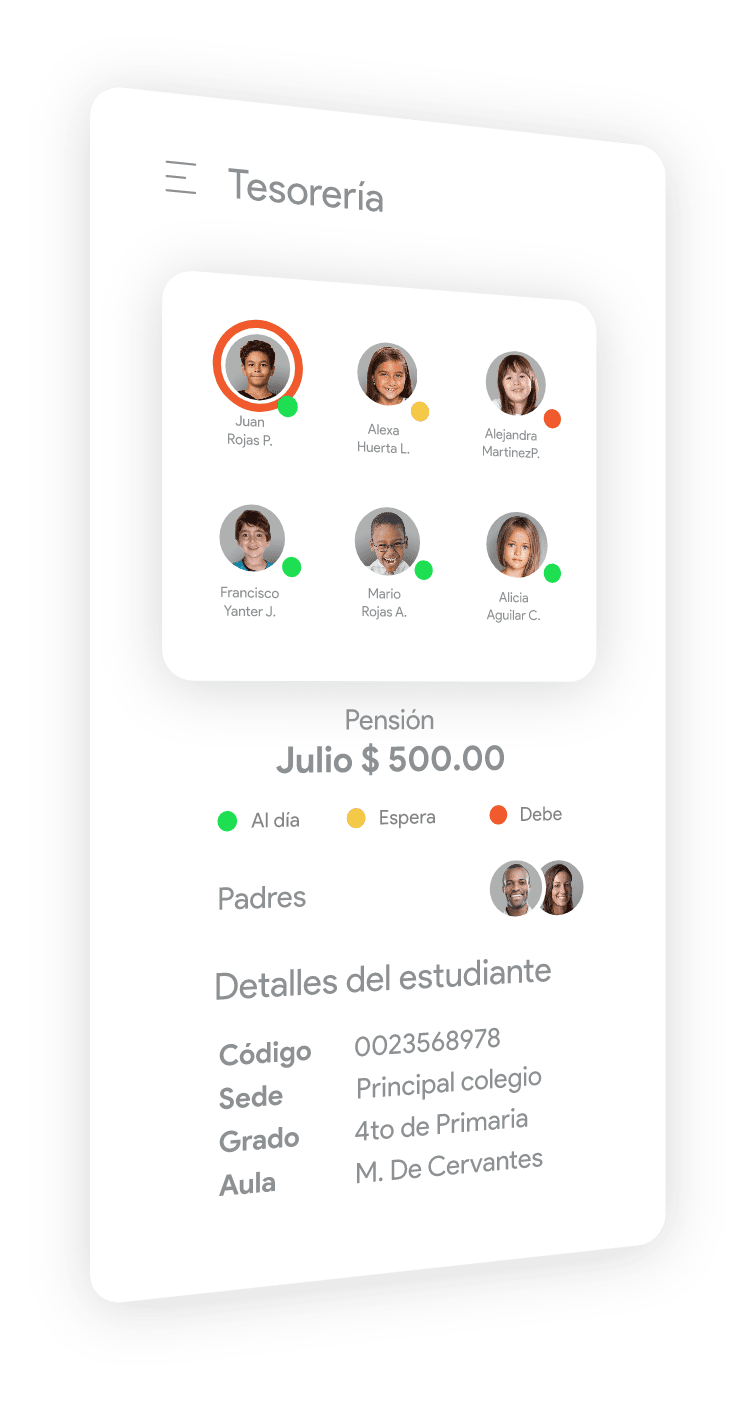 Tesorería
Juan
Rojas P.
Alexa
Huerta L.
Alejandra
MartinezP.
Francisco
Yanter J.
Mario
Rojas A.
Alicia
Aguilar C.
Pensión
Julio $ 500.00
Al día
Espera
Debe
Padres
Detalles del estudiante
Código 0023568978
Sede Principal colegio
Grado 4to de Primaria
Aula M. De Cervantes